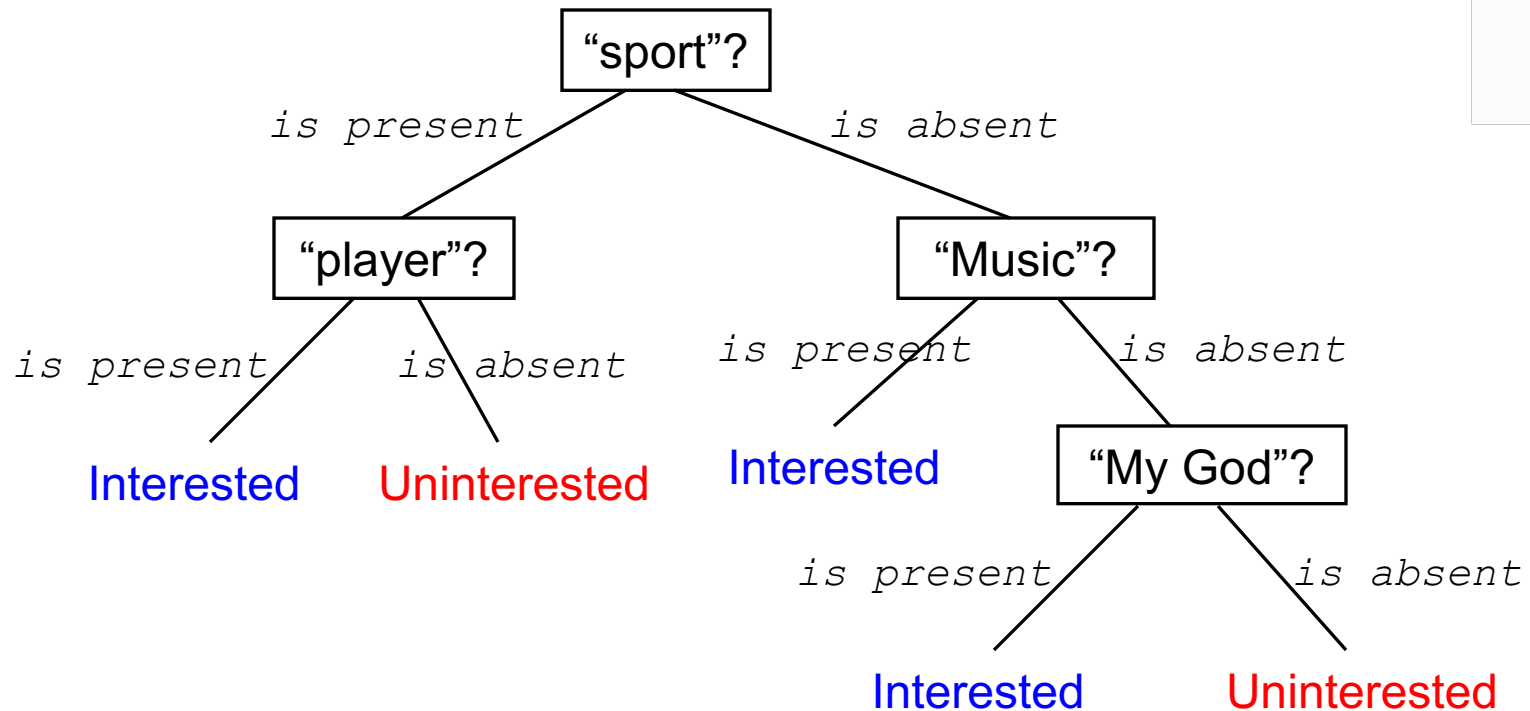 “sport”?
is present
is absent
“player”?
“Music”?
is present
is absent
is present
is absent
Interested
Uninterested
Interested
“My God”?
is present
is absent
Interested
Uninterested